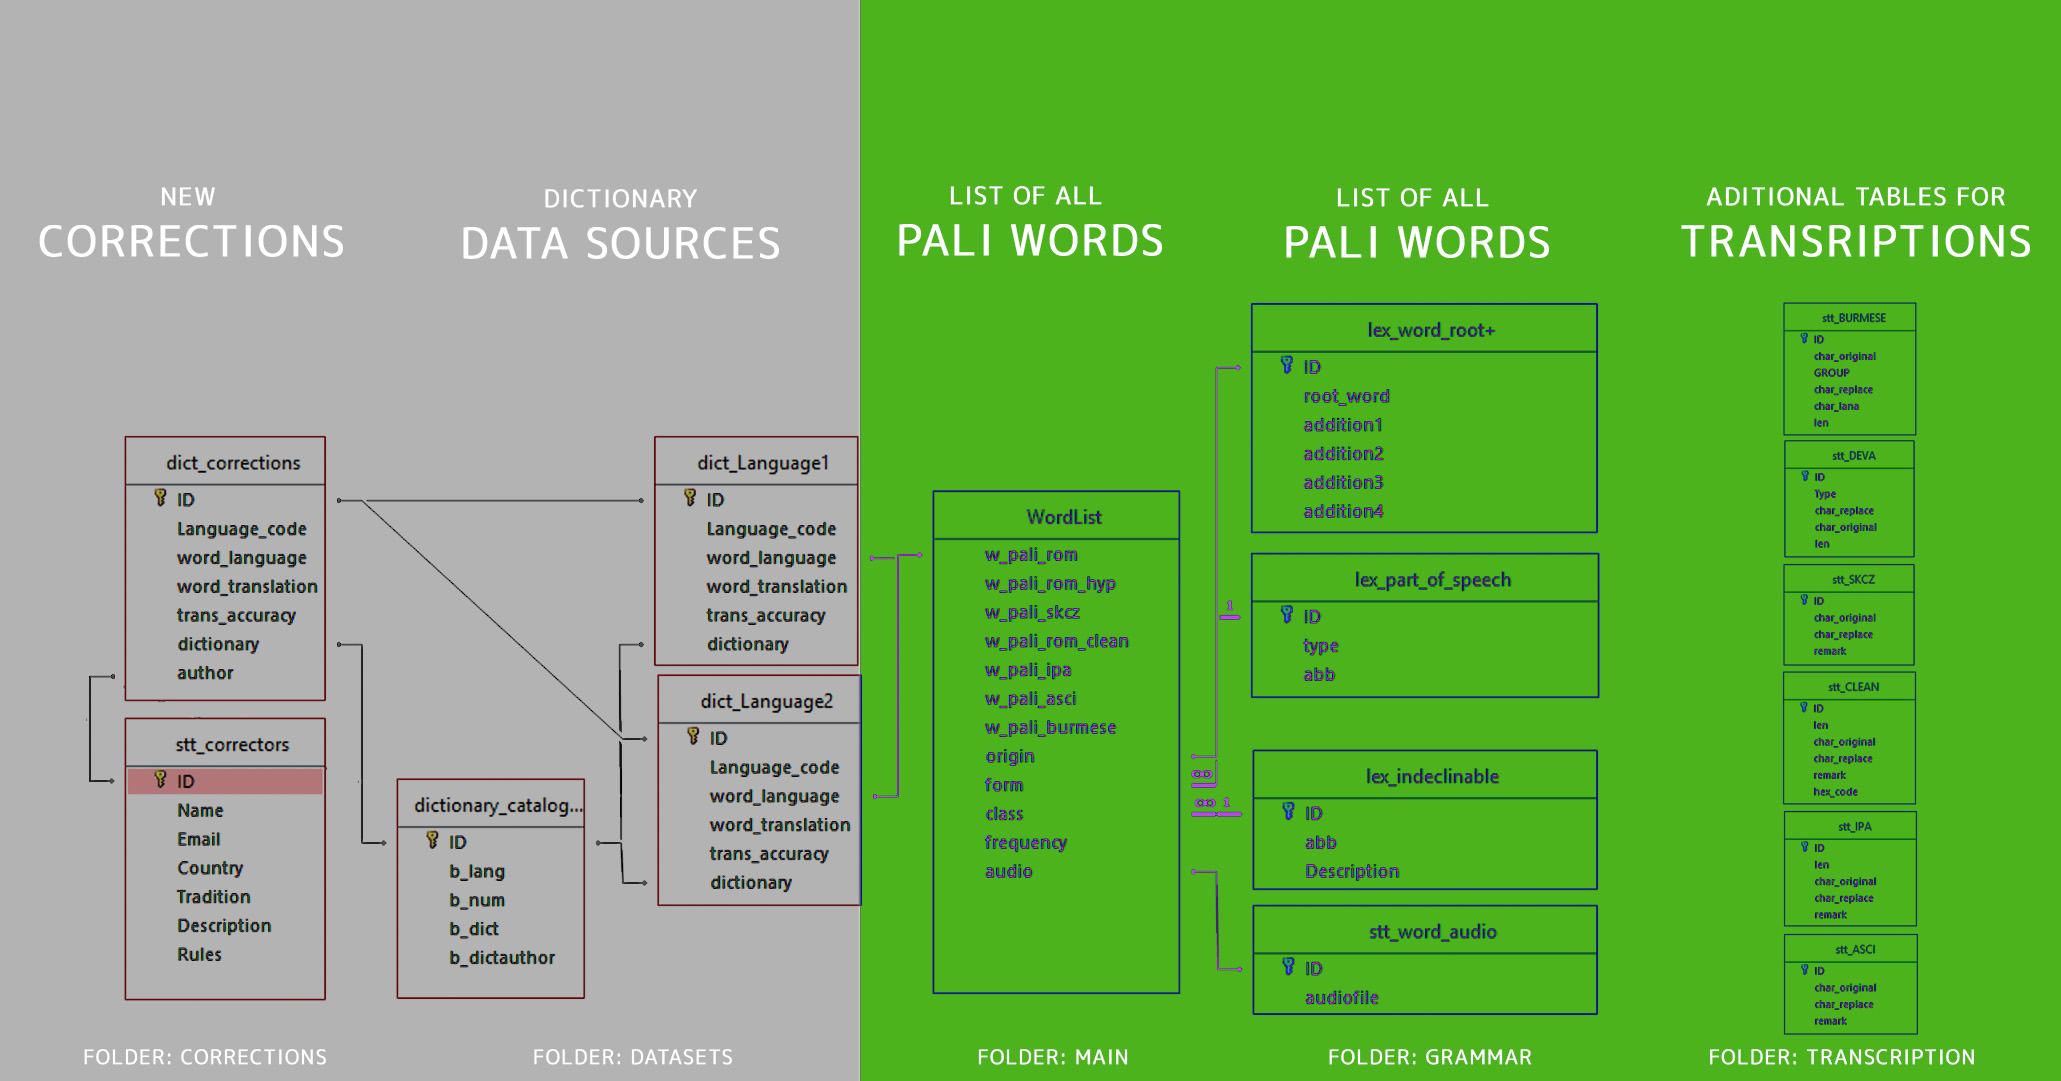 NEW
CORRECTIONS
DICTIONARY
DATA SOURCES
LIST OF ALL
PALI WORDS
LIST OF ALL
PALI WORDS
ADITIONAL TABLES FOR
TRANSRIPTIONS
dict_corrections
ID
Language_code
word_language
word_translation
trans_accuracy
dictionary
author
stt_correctors
ID
Name
Email
Country
Tradition
Description
Rules
dictionary_catalog...
ID
b_lang
b_num
b_dict
b_dictauthor
dict_Language1
ID
Language_code
word_language
word_translation
trans_accuracy
dictionary
dict_Language2
ID
Language_code
word_language
word_translation
trans_accuracy
dictionary
WordList
w_pali_rom
w_pali_rom_hyp
w_pali_skcz
w_pali_rom_clean
w_pali_ipa
w_pali_asci
w_pali_burmese
origin
form
class
frequency
audio
1
∞
∞ 1
lex_word_root+
ID
root_word
addition1
addition2
addition3
addition4
lex_part_of_speech
ID
type
abb
lex_indeclinable
ID
abb
Description
stt_word_audio
ID
audiofile
stt_BURMESE
ID
char_original
GROUP
char_replace
char_lana
len
stt_DEVA
ID
Type
char_replace
char_original
len
stt_SKCZ
ID
char_original
char_replace
remark
stt_CLEAN
ID
len
char_original
char_replace
remark
hex_code
stt_IPA
ID
len
char_original
char_replace
remark
stt_ASCI
ID
char_original
char_replace
remark
FOLDER: CORRECTIONS
FOLDER: DATASETS
FOLDER: MAIN
FOLDER: GRAMMAR
FOLDER: TRANSCRIPTION